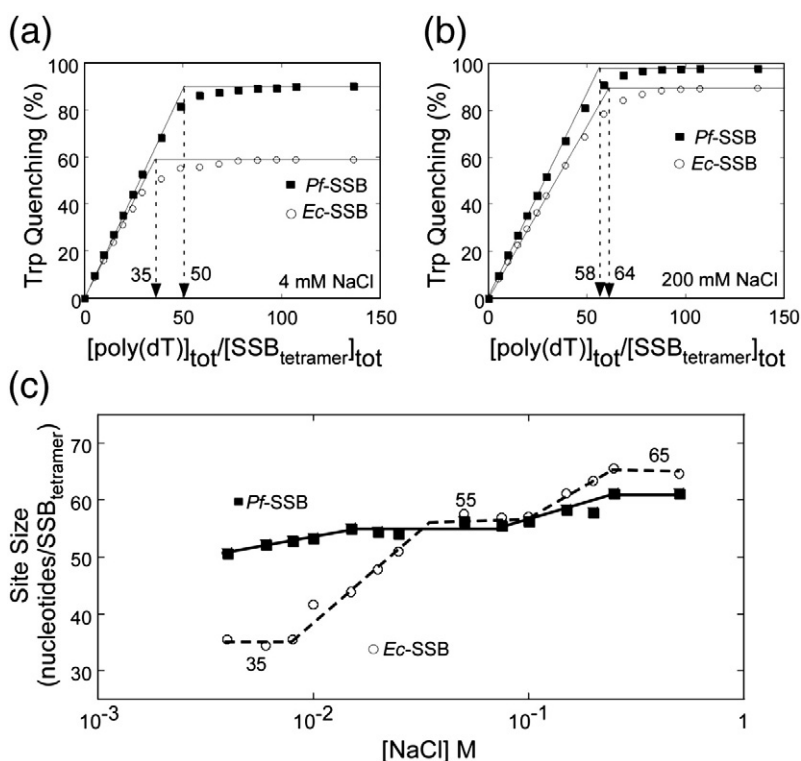 (a)
Trp Quenching (%)
100
80
60
40
20
0
Pf-SSB
Ec-SSB
35
50
4 mM NaCl
0
50
100
150
[poly(dT)]tot/[SSBtetramer]tot
(b)
Trp Quenching (%)
100
80
60
40
20
0
Pf-SSB
Ec-SSB
58
64
200 mM NaCl
0
50
100
150
[poly(dT)]tot/[SSBtetramer]tot
(c)
Site Size
(nucleotides/SSBtetramer)
70
60
50
40
30
Pf-SSB
55
65
35
Ec-SSB
10-3
10-2
10-1
1
[NaCl] M